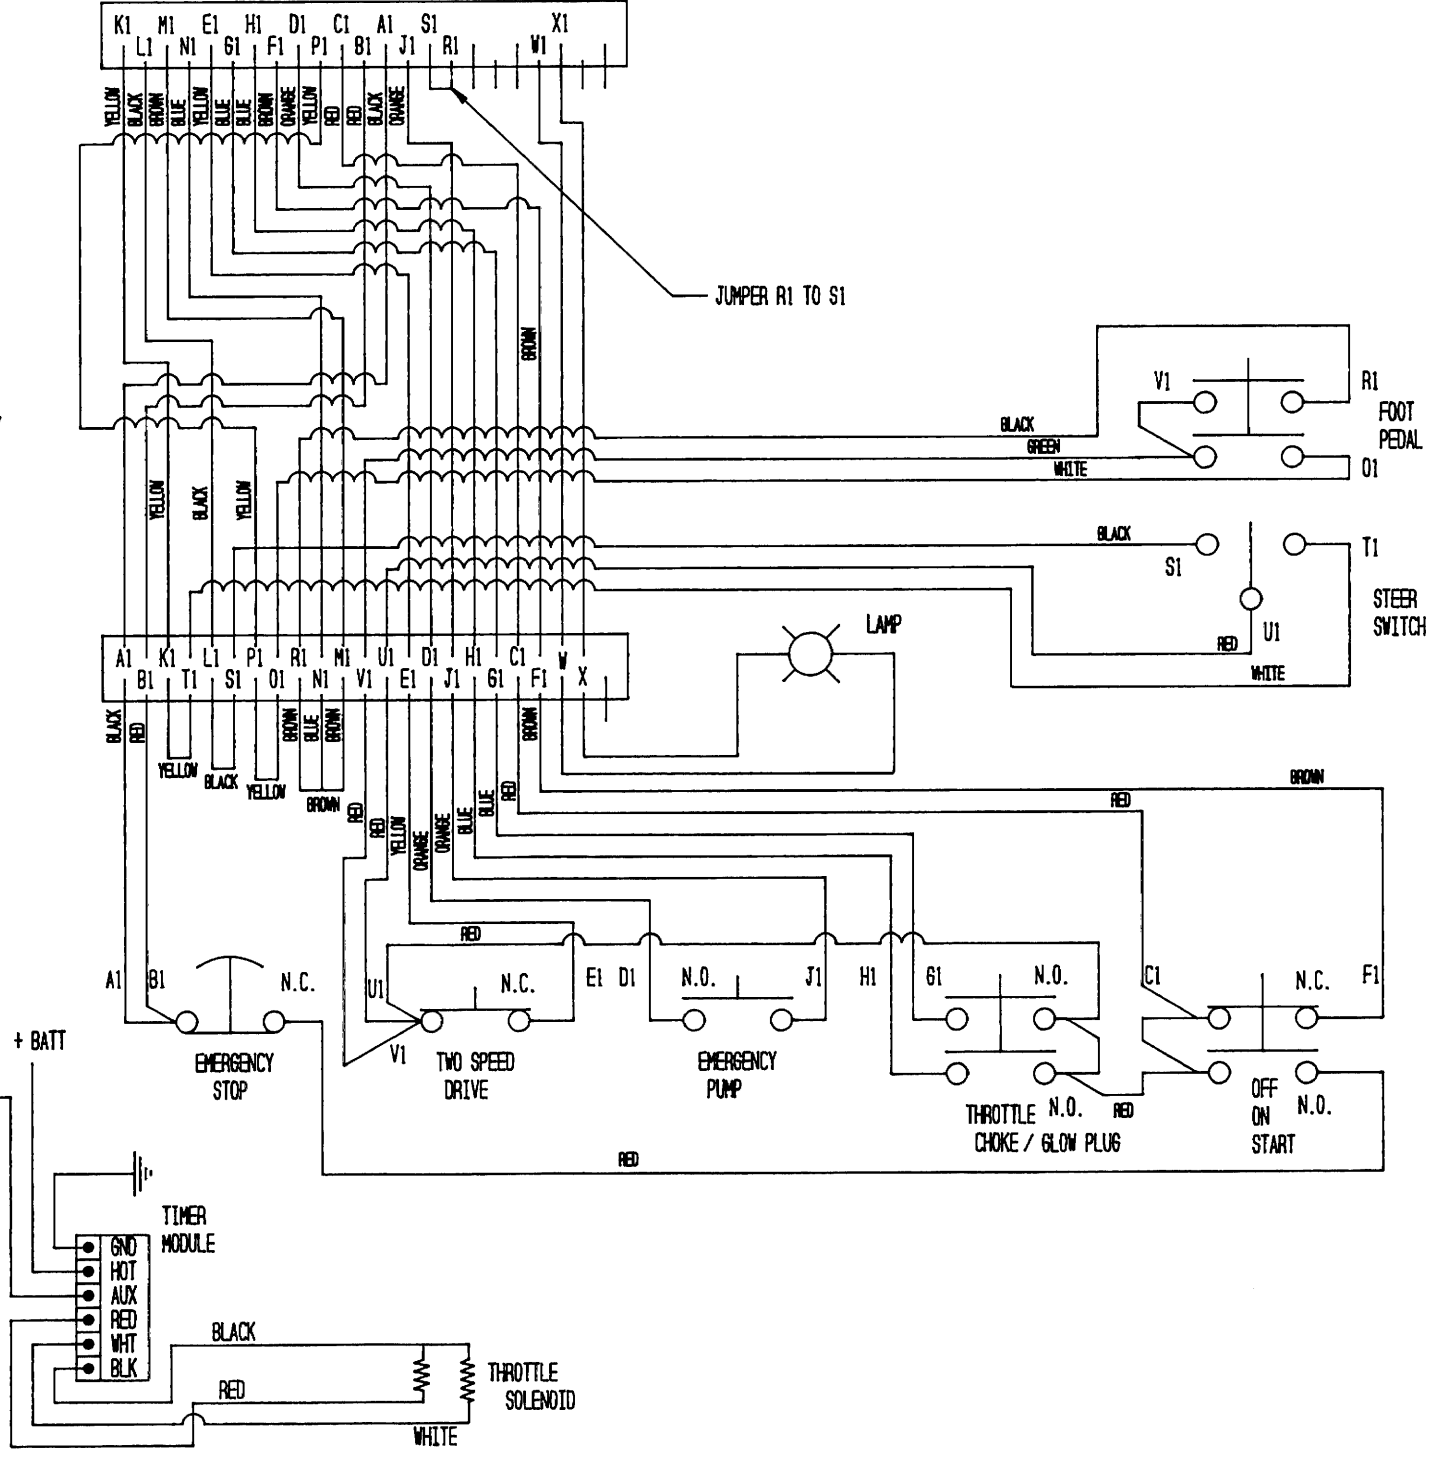 K1 M1 E1 H1 D1 C1 A1 S1 X1
L1 N1 G1 F1 P1 B1 J1 R1 W1
YELLOW BLACK BROWN BLUE YELLOW BLUE BLUE BROWN ORANGE YELLOW RED RED BLACK ORANGE
JUMPER R1 TO S1
BROWN
V1 R1
FOOT
PEDAL
BLACK
GREEN
WHITE O1
YELLOW BLACK YELLOW
BLACK
S1 T1
STEER
SWITCH
U1
RED
WHITE
LAMP
A1 K1 L1 P1 R1 M1 U1 D1 H1 C1 W
B1 T1 S1 O1 N1 V1 E1 J1 G1 F1 X
BLACK RED BROWN BLUE BROWN BROWN
YELLOW
BLACK
YELLOW
BROWN
RED RED YELLOW ORANGE ORANGE BLUE BLUE RED
BROWN
RED
RED
A1 B1 N.C. U1 N.C. E1 D1 N.O. J1 H1 G1 N.O. C1 N.C. F1
+ BATT
EMERGENCY
STOP
V1
TWO SPEED
DRIVE
EMERGENCY
PUMP
THROTTLE N.O.
CHOKE / GLOW PLUG
RED
OFF
ON
START
N.O.
RED
TIMER
MODULE
GND
HOT
AUX
RED
WHT
BLK
BLACK
RED
THROTTLE
SOLENOID
WHITE